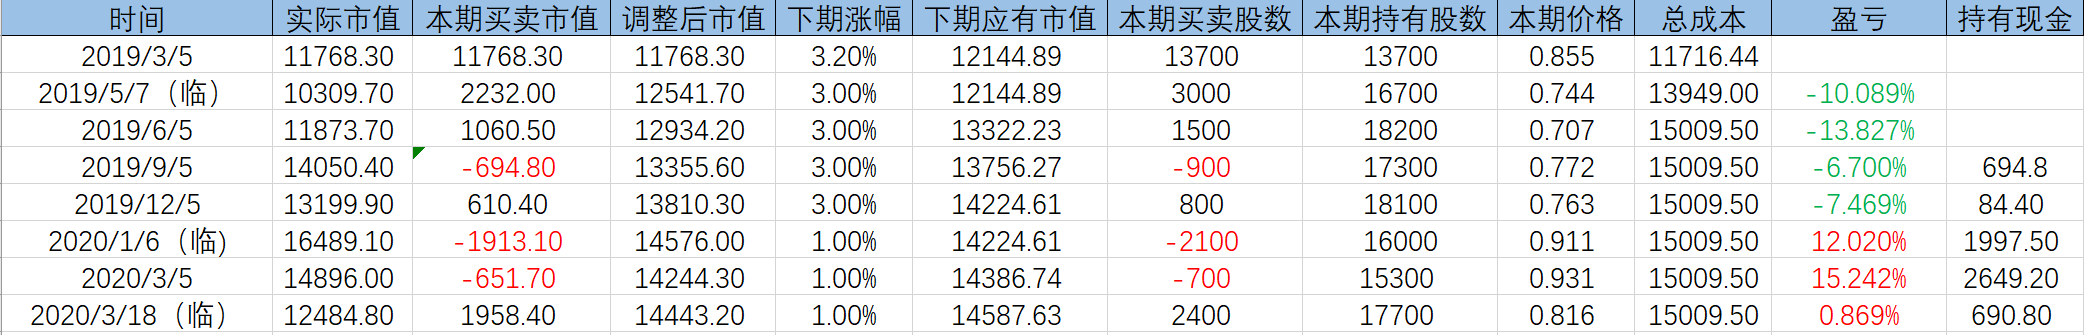 时间 实际市值 本期买卖市值 调整后市值 下期涨幅 下期应有市值 本期买卖股数 本期持有股数 本期价格 总成本 盈亏 持有现金
2019/3/5 11768.30 11768.30 11768.30 3.20% 12144.89 13700 13700 0.855 11716.44
2019/5/7（临） 10309.70 2232.00 12541.70 3.00% 12144.89 3000 16700 0.744 13949.00 -10.089%
2019/6/5 11873.70 1060.50 12934.20 3.00% 13322.23 1500 18200 0.707 15009.50 -13.827%
2019/9/5 14050.40 -694.80 13355.60 3.00% 13756.27 -900 17300 0.772 15009.50 -6.700% 694.8
2019/12/5 13199.90 610.40 13810.30 3.00% 14224.61 800 18100 0.763 15009.50 -7.469% 84.40
2020/1/6（临) 16489.10 -1913.10 14576.00 1.00% 14224.61 -2100 16000 0.911 15009.50 12.020% 1997.50
2020/3/5 14896.00 -651.70 14244.30 1.00% 14386.74 -700 15300 0.931 15009.50 15.242% 2649.20
2020/3/18（临） 12484.80 1958.40 14443.20 1.00% 14587.63 2400 17700 0.816 15009.50 0.869% 690.80